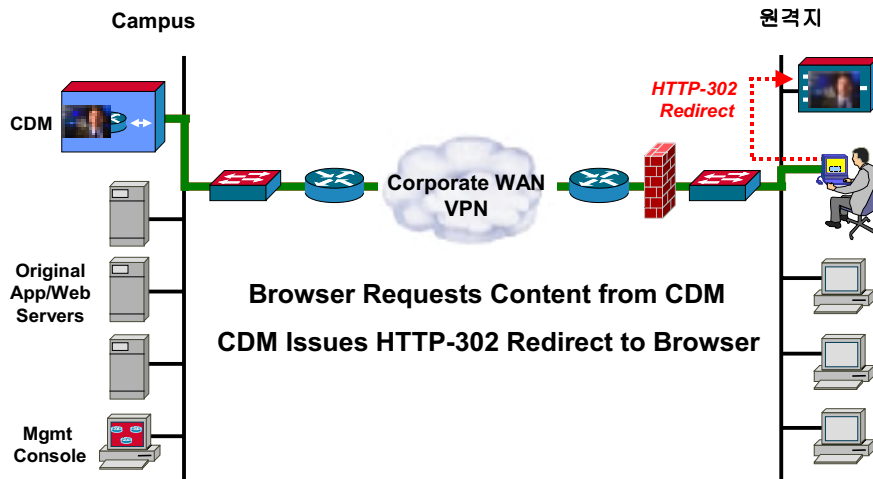 Campus
원격지
CDM
HTTP-302
Redirect
Corporate WAN
VPN
Original
App/Web
Servers
Browser Requests Content from CDM
CDM Issues HTTP-302 Redirect to Browser
Mgmt
Console